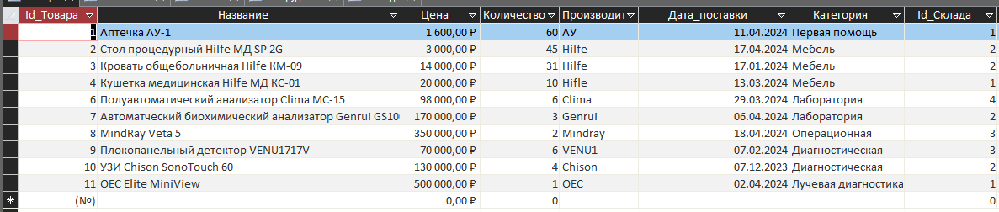 Id_Товара Название Цена Количество Производит Дата_поставки Категория Id_Склада
1 Аптечка АУ-1 1 600,00 ₽ 60 АУ 11.04.2024 Первая помощь 1
2 Стол процедурный Hilfe МД SP 2G 3 000,00 ₽ 45 Hilfe 17.04.2024 Мебель 2
3 Кровать общебольничная Hilfe КМ-09 14 000,00 ₽ 31 Hilfe 17.01.2024 Мебель 2
4 Кушетка медицинская Hilfe МД КС-01 20 000,00 ₽ 10 Hifle 13.03.2024 Мебель 1
6 Полуавтоматический анализатор Clima MC-15 98 000,00 ₽ 6 Clima 29.03.2024 Лаборатория 4
7 Автоматческий биохимический анализатор Genrui GS100 170 000,00 ₽ 3 Genrui 06.04.2024 Лаборатория 2
8 MindRay Veta 5 350 000,00 ₽ 2 Mindray 18.04.2024 Операционная 3
9 Плокопанельный детектор VENU1717V 70 000,00 ₽ 6 VENU1 07.02.2024 Диагностическая 3
10 УЗИ Chison SonoTouch 60 130 000,00 ₽ 4 Chison 07.12.2023 Диагностическая 2
11 OEC Elite MiniView 500 000,00 ₽ 1 OEC 02.04.2024 Лучевая диагностика 1
(№) 0,00 ₽ 0 0